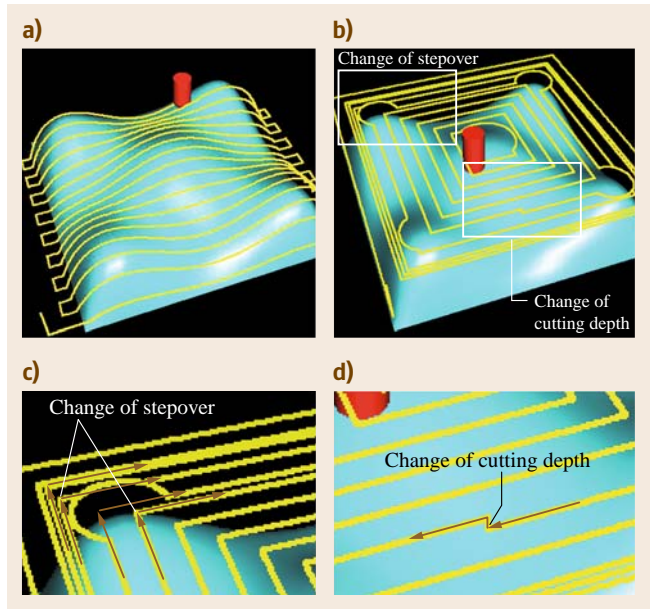 a)
b)
Change of stepover
Change of
cutting depth
c)
d)
Change of stepover
Change of cutting depth